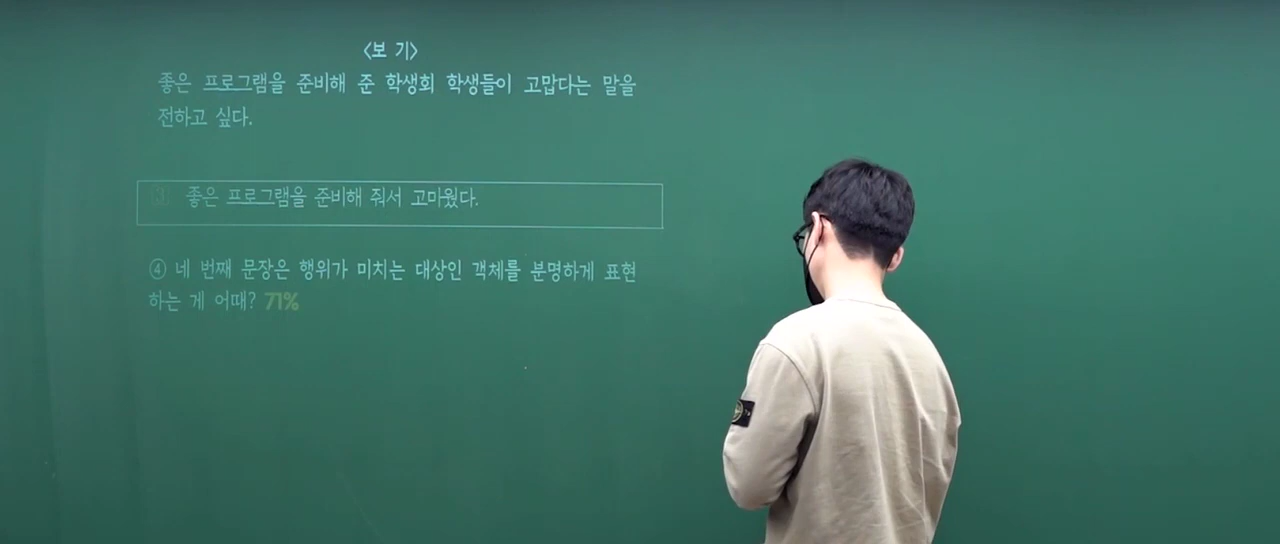 <보 기>
좋은 프로그램을 준비해 준 학생회 학생들이 고맙다는 말을
전하고 싶다.
좋은 프로그램을 준비해 줘서 고마웠다.
④ 네 번째 문장은 행위가 미치는 대상인 객체를 분명하게 표현
하는 게 어때? 71%